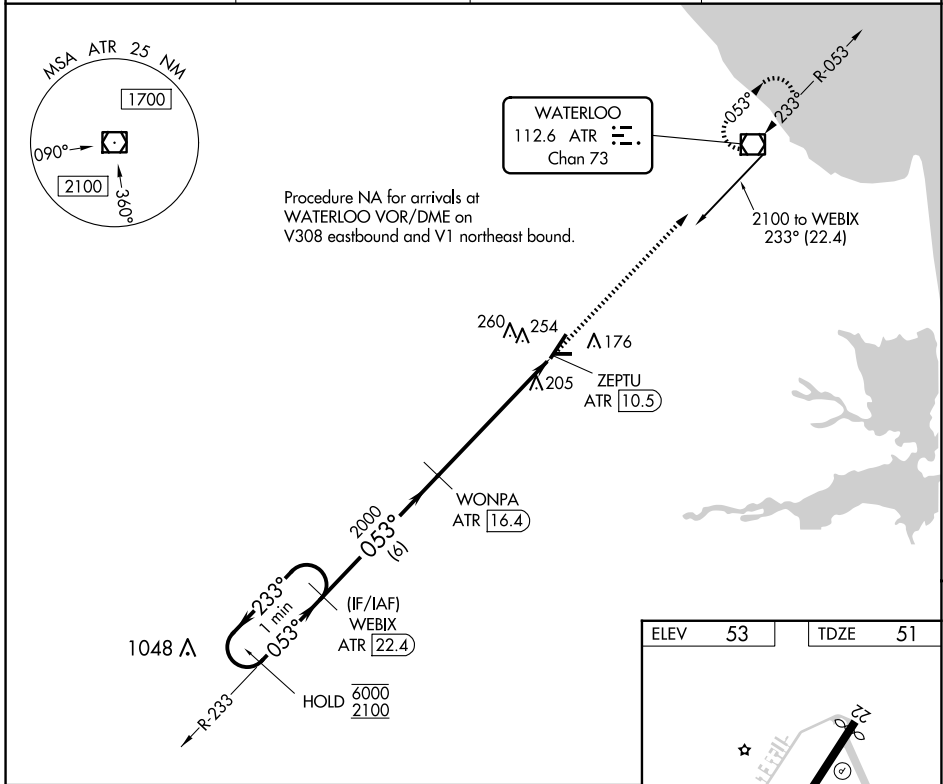 MSA ATR 25 NM
1700
090°
2100
360°
WATERLOO
112.6 ATR
Chan 73
053°
233°
R-053
2100 to WEBIX
233° (22.4)
Procedure NA for arrivals at
WATERLOO VOR/DME on
V308 eastbound and V1 northeast bound.
260
254
176
205
ZEPTU
ATR 10.5
WONPA
ATR 16.4
2000
053°
(6)
(IF/IAF)
WEBIX
ATR 22.4
233°
1 min
053°
1048
HOLD 6000
2100
R-233
ELEV 53
TDZE 51
22